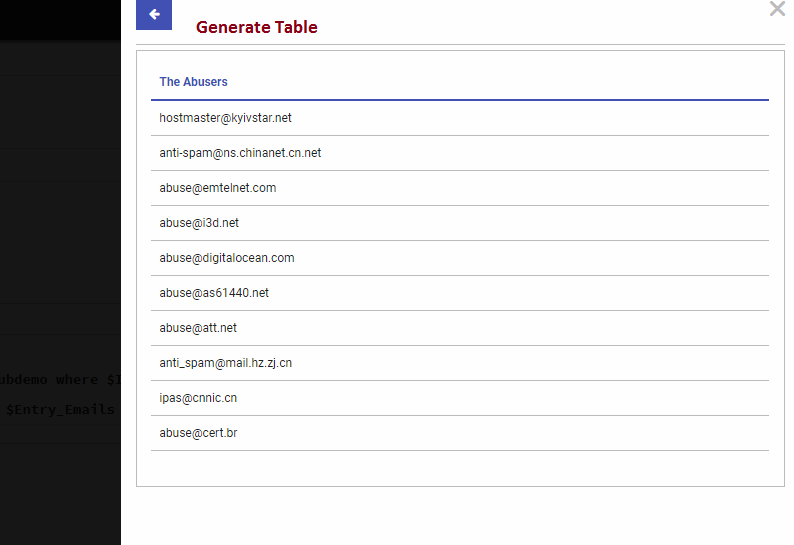 Generate Table
The Abusers
hostmaster@kyivstar.net
anti-spam@ns.chinanet.cn.net
abuse@emtelnet.com
abuse@i3d.net
abuse@digitalocean.com
abuse@as61440.net
abuse@att.net
ubdemo where $I
anti_spam@mail.hz.zj.cn
ipas@cnnic.cn
$Entry_Emails
abuse@cert.br